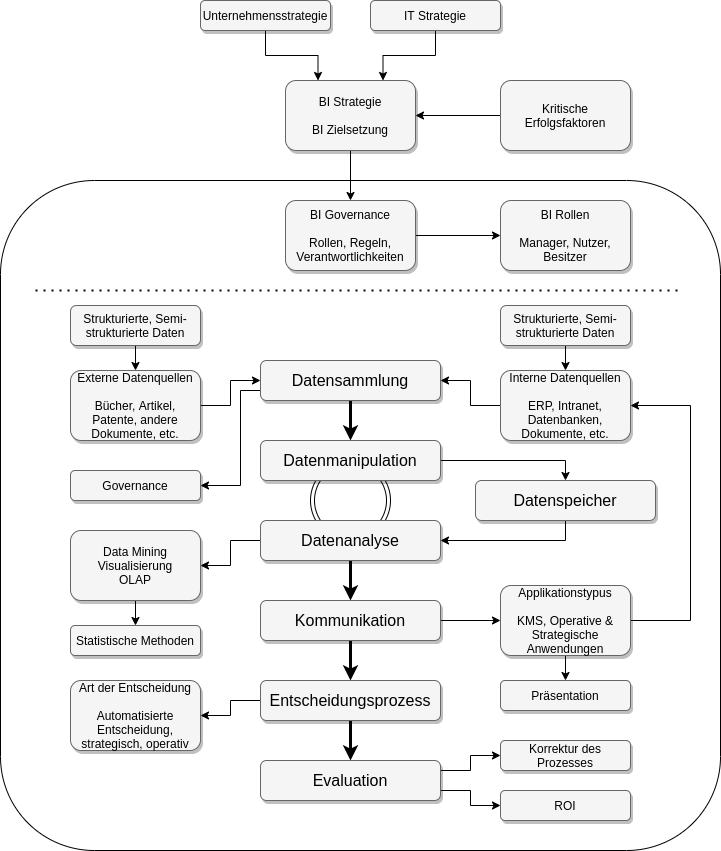 Unternehmensstrategie
IT Strategie
BI Strategie
BI Zielsetzung
Kritische
Erfolgsfaktoren
BI Governance
Rollen, Regeln,
Verantwortlichkeiten
BI Rollen
Manager, Nutzer,
Besitzer
Strukturierte, Semi-
strukturierte Daten
Strukturierte, Semi-
strukturierte Daten
Externe Datenquellen
Bücher, Artikel,
Patente, andere
Dokumente, etc.
Datensammlung
Interne Datenquellen
ERP, Intranet,
Datenbanken,
Dokumente, etc.
Datenmanipulation
Governance
Datenspeicher
Datenanalyse
Data Mining
Visualisierung
OLAP
Statistische Methoden
Kommunikation
Applikationstypus
KMS, Operative &
Strategische
Anwendungen
Präsentation
Entscheidungsprozess
Art der Entscheidung
Automatisierte
Entscheidung,
strategisch, operativ
Evaluation
Korrektur des
Prozesses
ROI